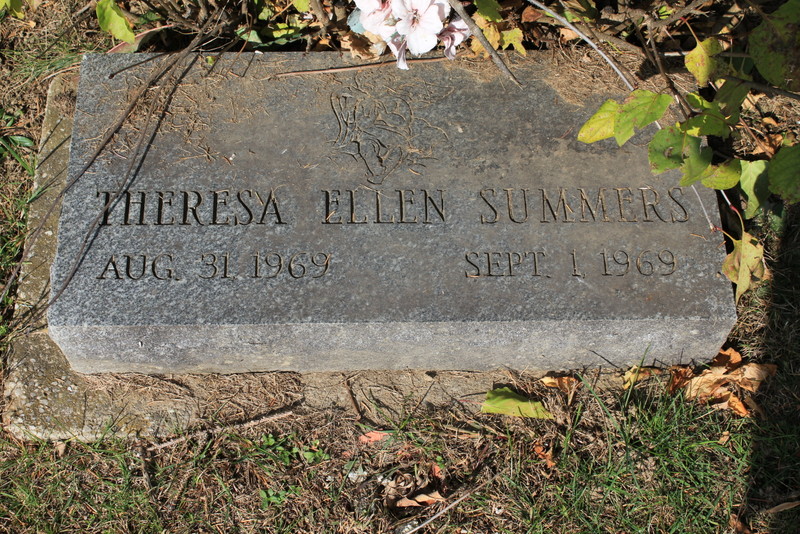 THERESA ELLEN SUMMERS
AUG. 31, 1969 SEPT. 1, 1969